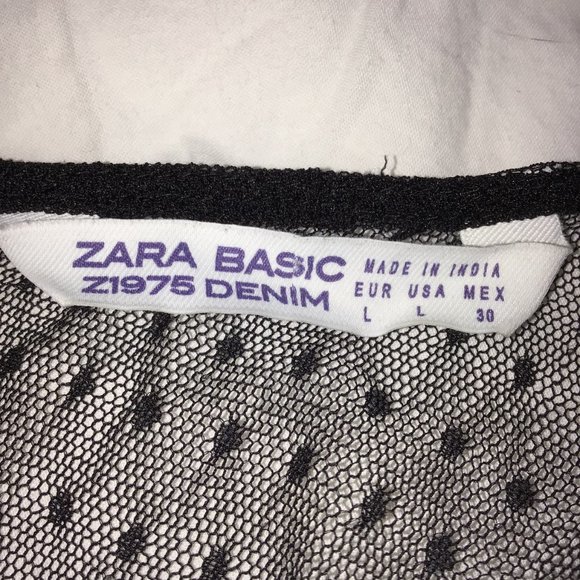 ZARA BASIC
Z1975 DENIM
MADE IN INDIA
EUR USA MEX
L L 30